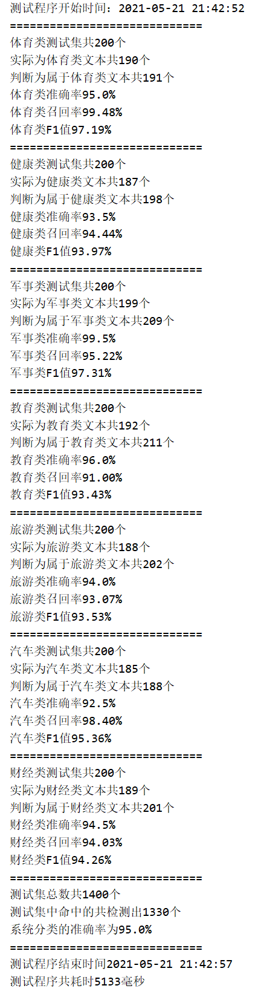 测试程序开始时间：2021-05-21 21:42:52
=============================
体育类测试集共200个
实际为体育类文本共190个
判断为属于体育类文本共191个
体育类准确率95.0%
体育类召回率99.48%
体育类F1值97.19%
=============================
健康类测试集共200个
实际为健康类文本共187个
判断为属于健康类文本共198个
健康类准确率93.5%
健康类召回率94.44%
健康类F1值93.97%
=============================
军事类测试集共200个
实际为军事类文本共199个
判断为属于军事类文本共209个
军事类准确率99.5%
军事类召回率95.22%
军事类F1值97.31%
=============================
教育类测试集共200个
实际为教育类文本共192个
判断为属于教育类文本共211个
教育类准确率96.0%
教育类召回率91.00%
教育类F1值93.43%
=============================
旅游类测试集共200个
实际为旅游类文本共188个
判断为属于旅游类文本共202个
旅游类准确率94.0%
旅游类召回率93.07%
旅游类F1值93.53%
=============================
汽车类测试集共200个
实际为汽车类文本共185个
判断为属于汽车类文本共188个
汽车类准确率92.5%
汽车类召回率98.40%
汽车类F1值95.36%
=============================
财经类测试集共200个
实际为财经类文本共189个
判断为属于财经类文本共201个
财经类准确率94.5%
财经类召回率94.03%
财经类F1值94.26%
=============================
测试集总数共1400个
测试集中命中的共检测出1330个
系统分类的准确率为95.0%
=============================
测试程序结束时间2021-05-21 21:42:57
测试程序共耗时5133毫秒